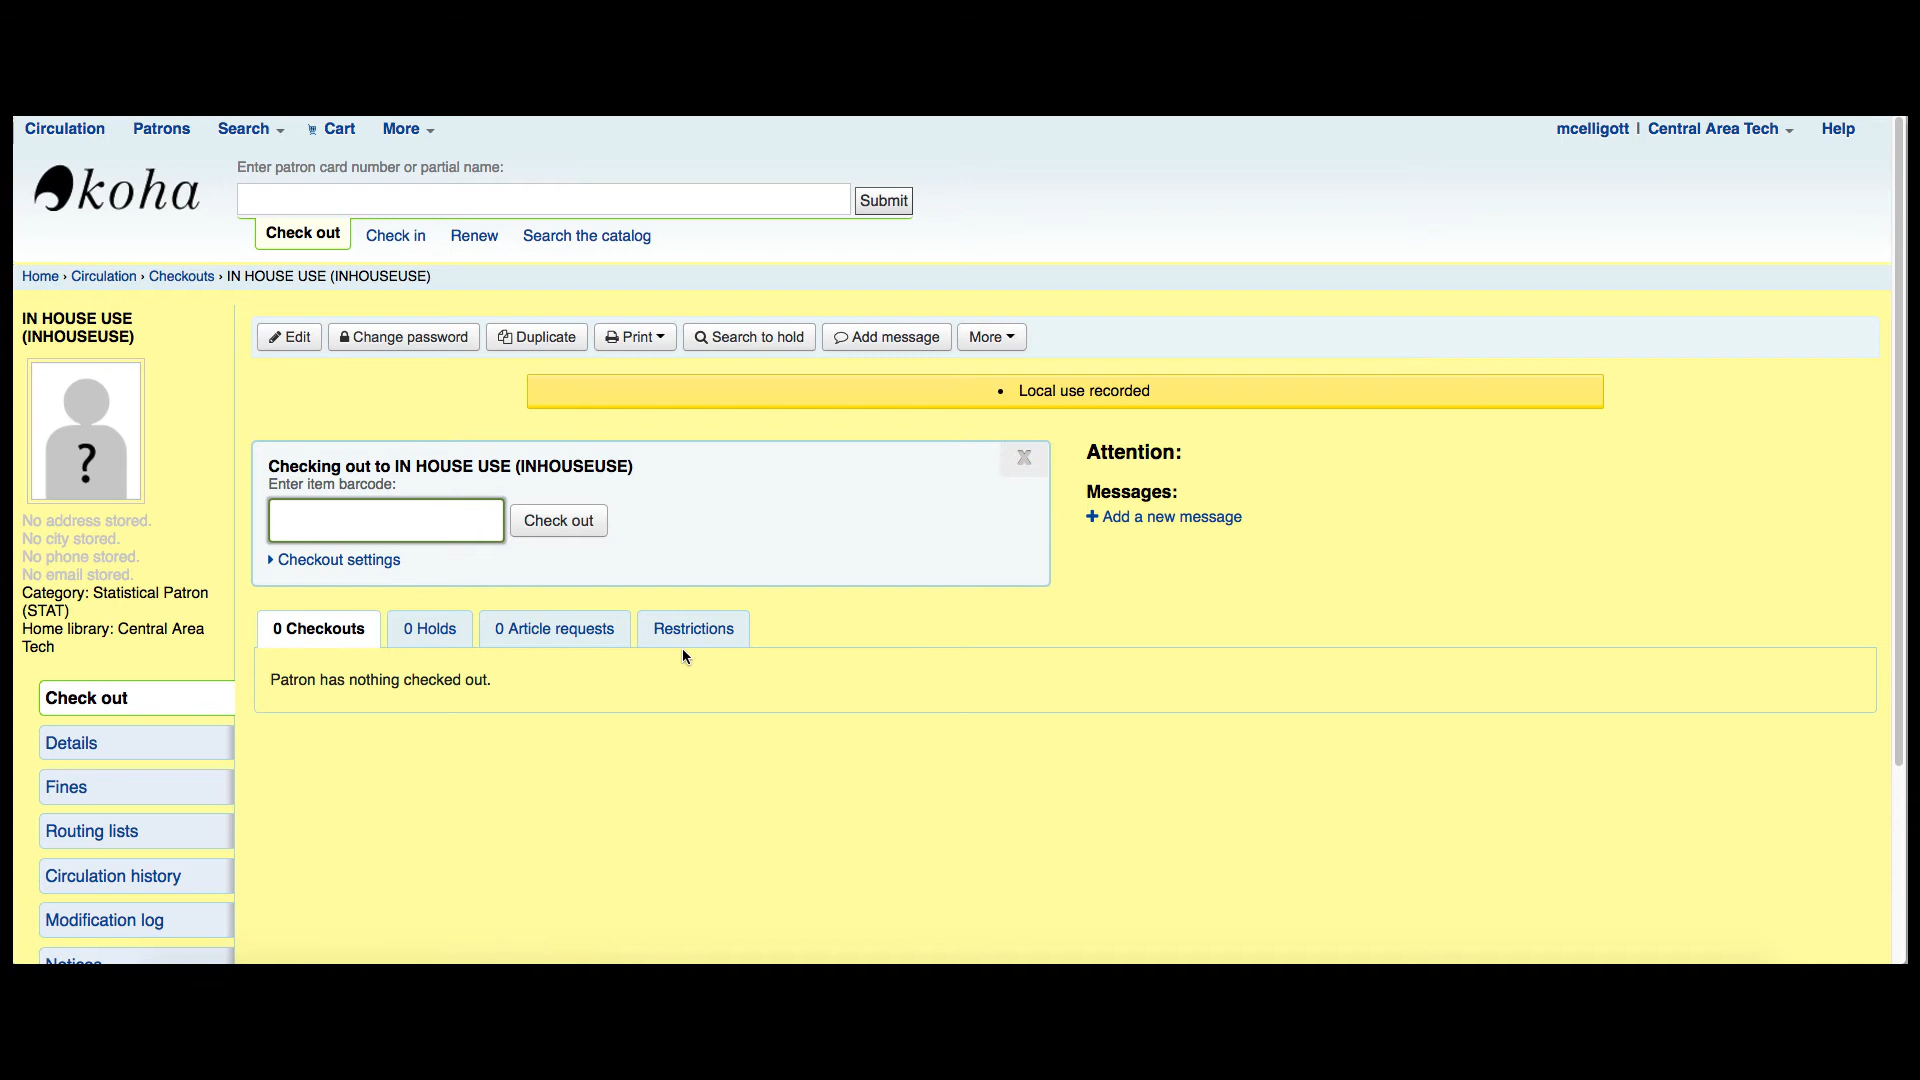 Circulation Patrons Search Cart More mcelligott | Central Area Tech Help
koha
Enter patron card number or partial name:
Submit
Check out Check in Renew Search the catalog
Home › Circulation › Checkouts › IN HOUSE USE (INHOUSEUSE)
IN HOUSE USE
(INHOUSEUSE)
Edit Change password Duplicate Print Search to hold Add message More
• Local use recorded
Checking out to IN HOUSE USE (INHOUSEUSE)
X
Enter item barcode:
Check out
Checkout settings
Attention:
Messages:
+ Add a new message
?
No address stored.
No city stored.
No phone stored.
No email stored.
Category: Statistical Patron
(STAT)
Home library: Central Area
Tech
0 Checkouts 0 Holds 0 Article requests Restrictions
Patron has nothing checked out.
Check out
Details
Fines
Routing lists
Circulation history
Modification log
Notices